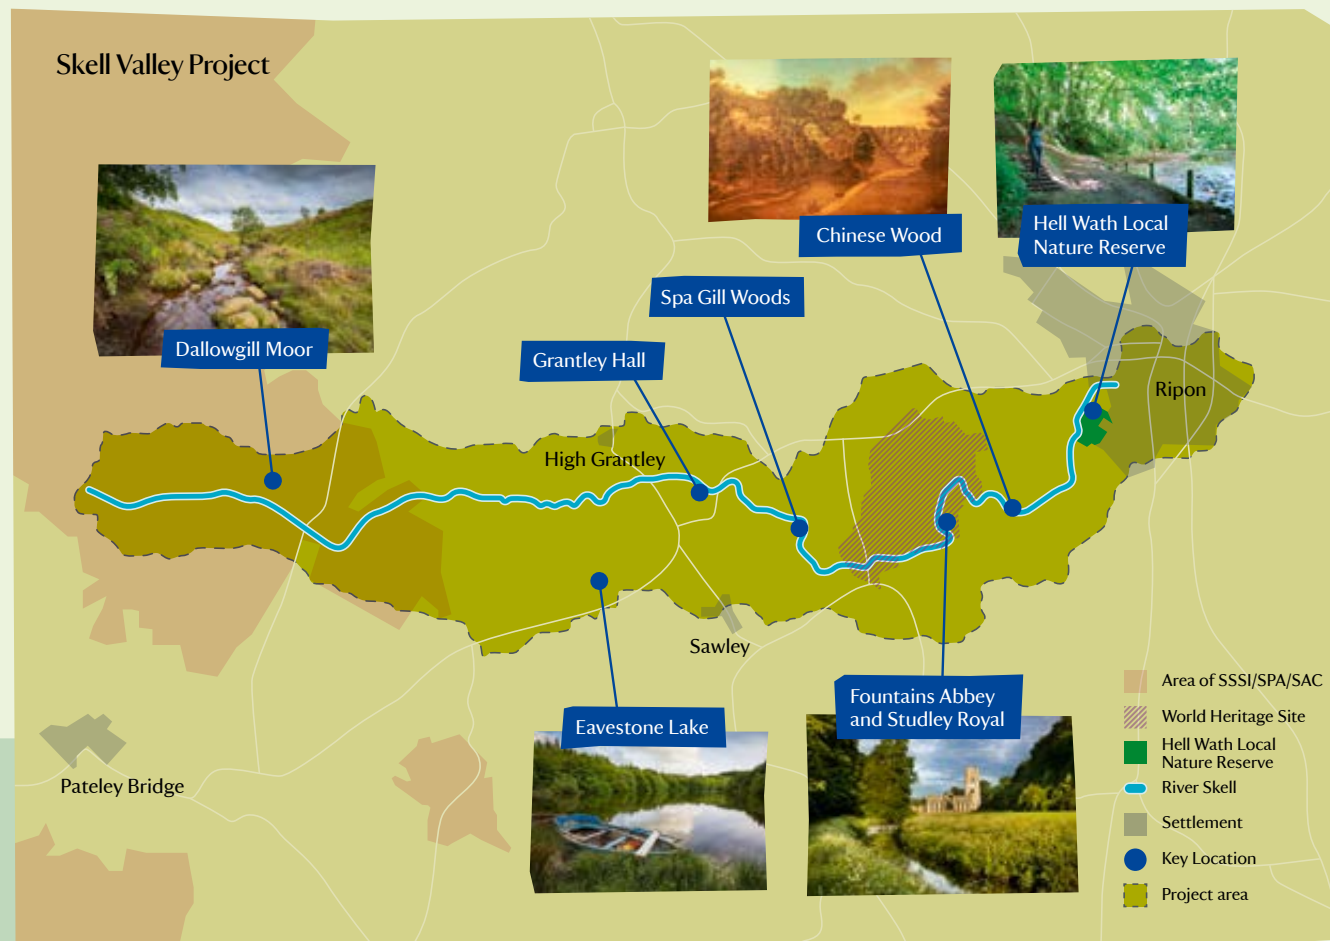 Skell Valley Project
Chinese Wood
Hell Wath Local
Nature Reserve
Spa Gill Woods
Dallowgill Moor
Grantley Hall
Ripon
High Grantley
Sawley
Fountains Abbey
and Studley Royal
Eavestone Lake
Pateley Bridge
Area of SSSI/SPA/SAC
World Heritage Site
Hell Wath Local
Nature Reserve
River Skell
Settlement
Key Location
Project area